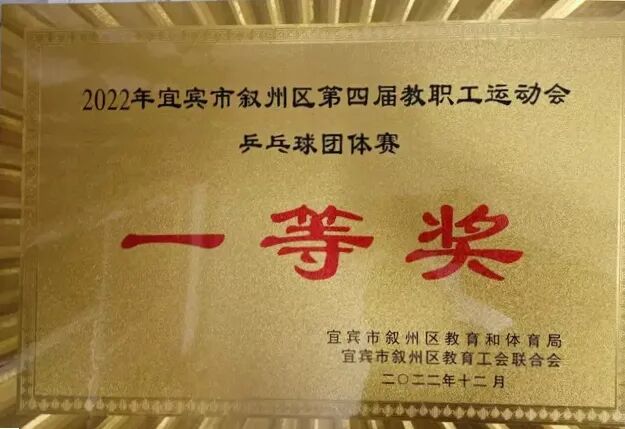 2022年宜宾市叙州区第四届教职工运动会
乒乓球团体赛
一等奖
宜宾市叙州区教育和体育局
宜宾市叙州区教育工会联合会
二〇二二年十二月